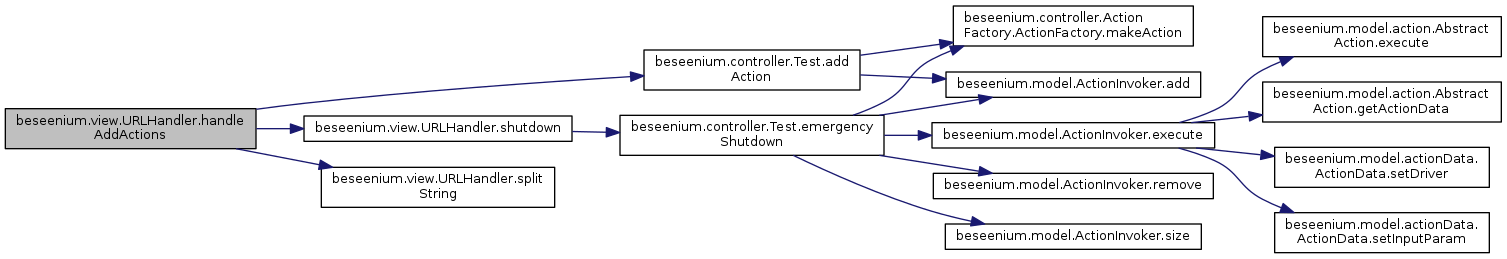 beseenium.view.URLHandler.handle
AddActions
beseenium.controller.Test.add
Action
beseenium.view.URLHandler.shutdown
beseenium.view.URLHandler.split
String
beseenium.controller.Test.emergency
Shutdown
beseenium.controller.Action
Factory.ActionFactory.makeAction
beseenium.model.ActionInvoker.add
beseenium.model.ActionInvoker.execute
beseenium.model.ActionInvoker.remove
beseenium.model.ActionInvoker.size
beseenium.model.action.Abstract
Action.execute
beseenium.model.action.Abstract
Action.getActionData
beseenium.model.actionData.
ActionData.setDriver
beseenium.model.actionData.
ActionData.setInputParam